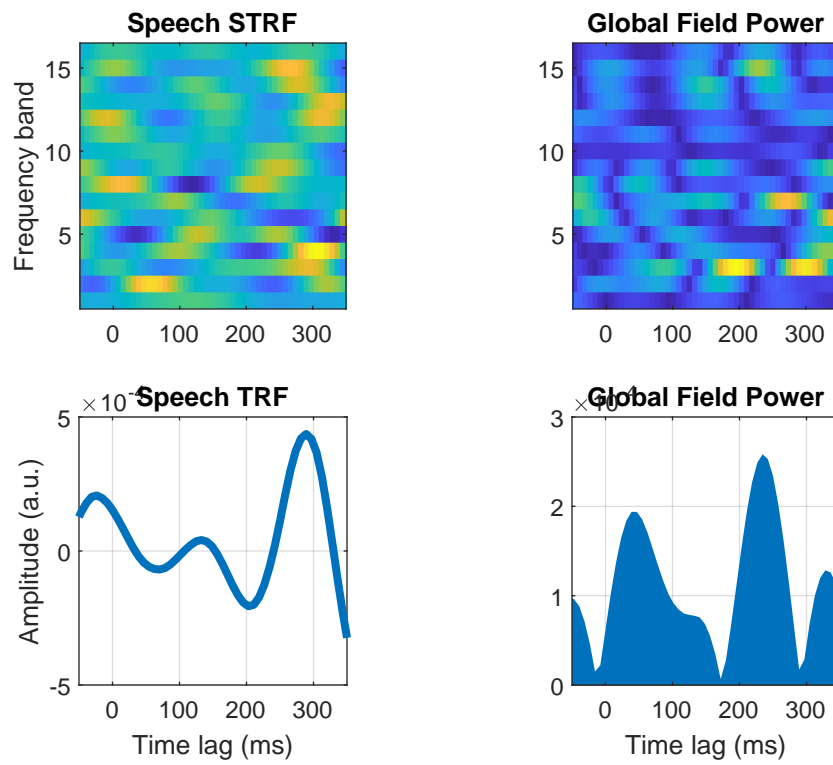 Speech STRF
Frequency band
15
10
5
0 100 200 300
Global Field Power
15
10
5
0 100 200 300
Speech TRF
× 10⁻⁴
Amplitude (a.u.)
5
0
-5
0 100 200 300
Time lag (ms)
Global Field Power
3
2
1
0
0 100 200 300
Time lag (ms)